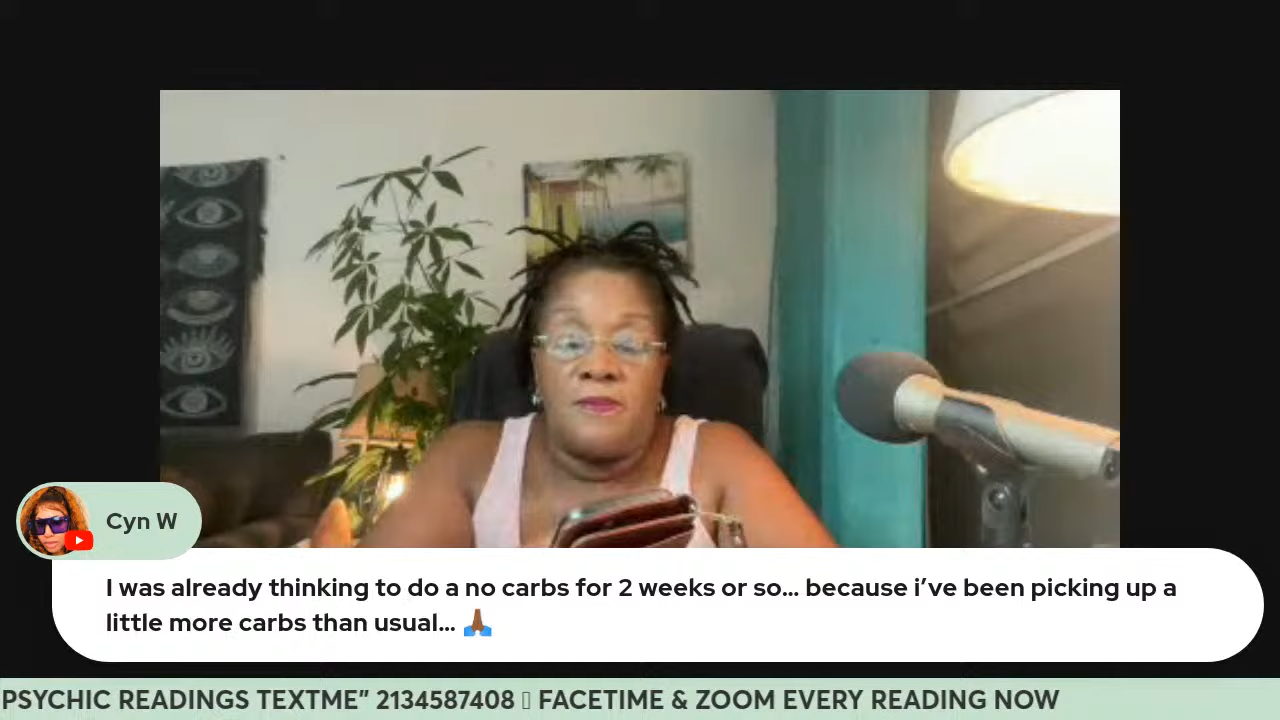 Cyn W
I was already thinking to do a no carbs for 2 weeks or so... because i’ve been picking up a
little more carbs than usual... 🙏🏾
PSYCHIC READINGS TEXTME” 2134587408 ▯ FACETIME & ZOOM EVERY READING NOW